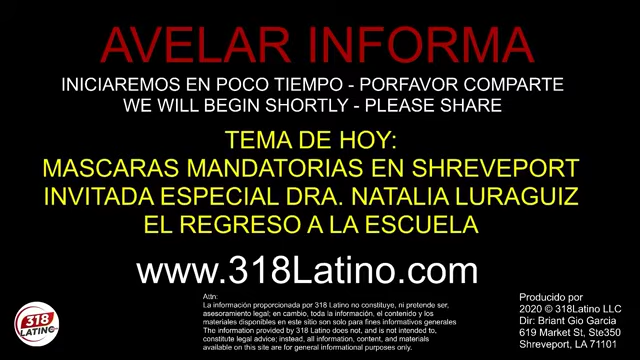 AVELAR INFORMA
INICIAREMOS EN POCO TIEMPO - PORFAVOR COMPARTE
WE WILL BEGIN SHORTLY - PLEASE SHARE
TEMA DE HOY:
MASCARAS MANDATORIAS EN SHREVEPORT
INVITADA ESPECIAL DRA. NATALIA LURAGUIZ
EL REGRESO A LA ESCUELA
www.318Latino.com
Attn:
La información proporcionada por 318 Latino no constituye, ni pretende ser,
asesoramiento legal; en cambio, toda la información, el contenido y los
materiales disponibles en este sitio son solo para fines informativos generales
The information provided by 318 Latino does not, and is not intended to,
constitute legal advice; instead, all information, content, and materials
available on this site are for general informational purposes only.
Producido por
2020 © 318Latino LLC
Dir: Briant Gio Garcia
619 Market St, Ste350
Shreveport, LA 71101
318
LATINO